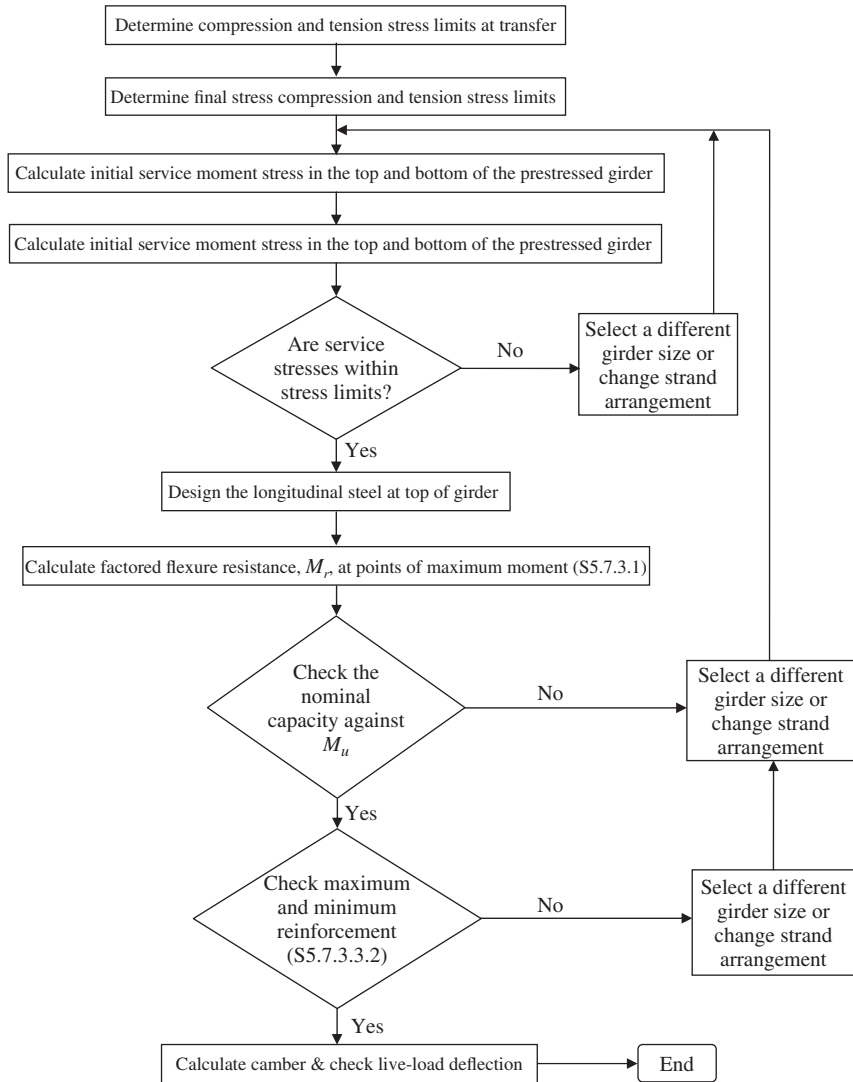 Determine compression and tension stress limits at transfer
Determine final stress compression and tension stress limits
Calculate initial service moment stress in the top and bottom of the prestressed girder
Calculate initial service moment stress in the top and bottom of the prestressed girder
Are service
stresses within
stress limits?
No
Select a different
girder size or
change strand
arrangement
Yes
Design the longitudinal steel at top of girder
Calculate factored flexure resistance, M_r, at points of maximum moment (S5.7.3.1)
Check the
nominal
capacity against
M_u
No
Select a different
girder size or
change strand
arrangement
Yes
Check maximum
and minimum
reinforcement
(S5.7.3.3.2)
No
Select a different
girder size or
change strand
arrangement
Yes
Calculate camber & check live-load deflection
End